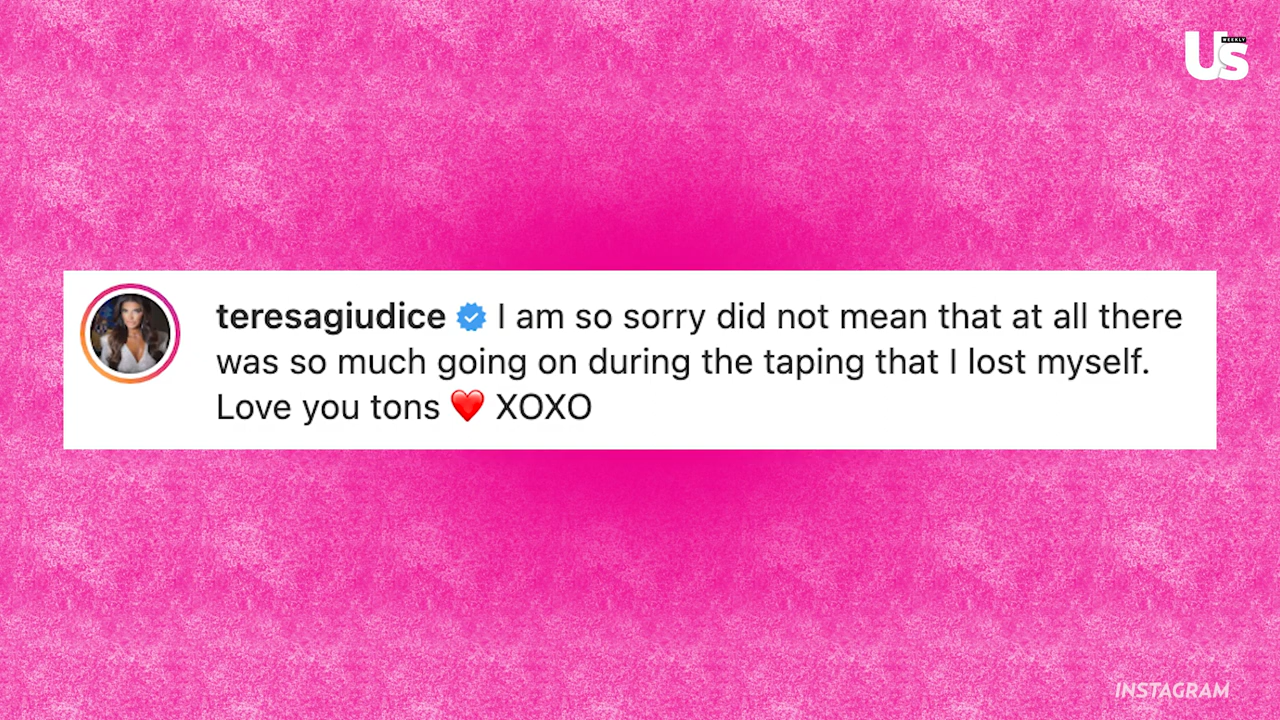 Us
WEEKLY
teresagiudice I am so sorry did not mean that at all there
was so much going on during the taping that I lost myself.
Love you tons ❤️ XOXO
INSTAGRAM